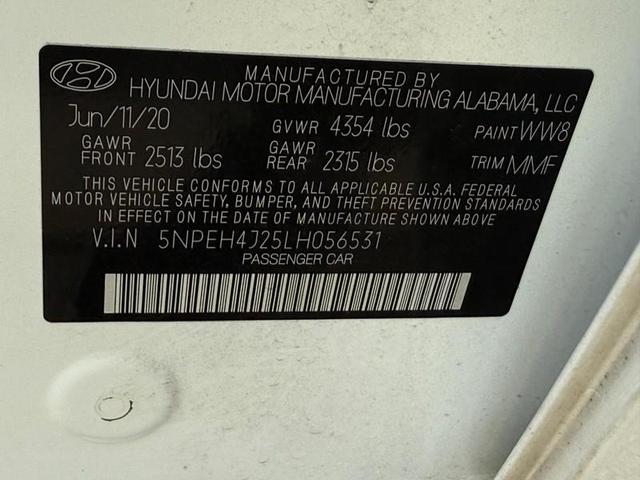 MANUFACTURED BY
HYUNDAI MOTOR MANUFACTURING ALABAMA, LLC
Jun/11/20 GVWR 4354 lbs PAINT WW8
GAWR FRONT 2513 lbs GAWR REAR 2315 lbs TRIM MMF
THIS VEHICLE CONFORMS TO ALL APPLICABLE U.S.A. FEDERAL
MOTOR VEHICLE SAFETY, BUMPER, AND THEFT PREVENTION STANDARDS
IN EFFECT ON THE DATE OF MANUFACTURE SHOWN ABOVE
V.I.N 5NPEH4J25LH056531
PASSENGER CAR